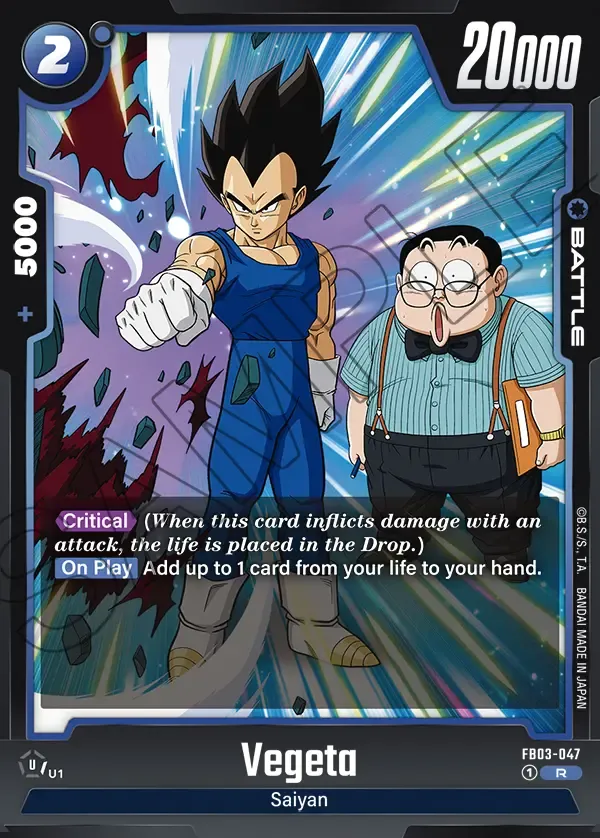 2
20000
+ 5000
BATTLE
SAMPLE
Critical (When this card inflicts damage with an
attack, the life is placed in the Drop.)
On Play Add up to 1 card from your life to your hand.
©B.S./S., T.A. BANDAI MADE IN JAPAN
U/U1
Vegeta
FB03-047
1 R
Saiyan